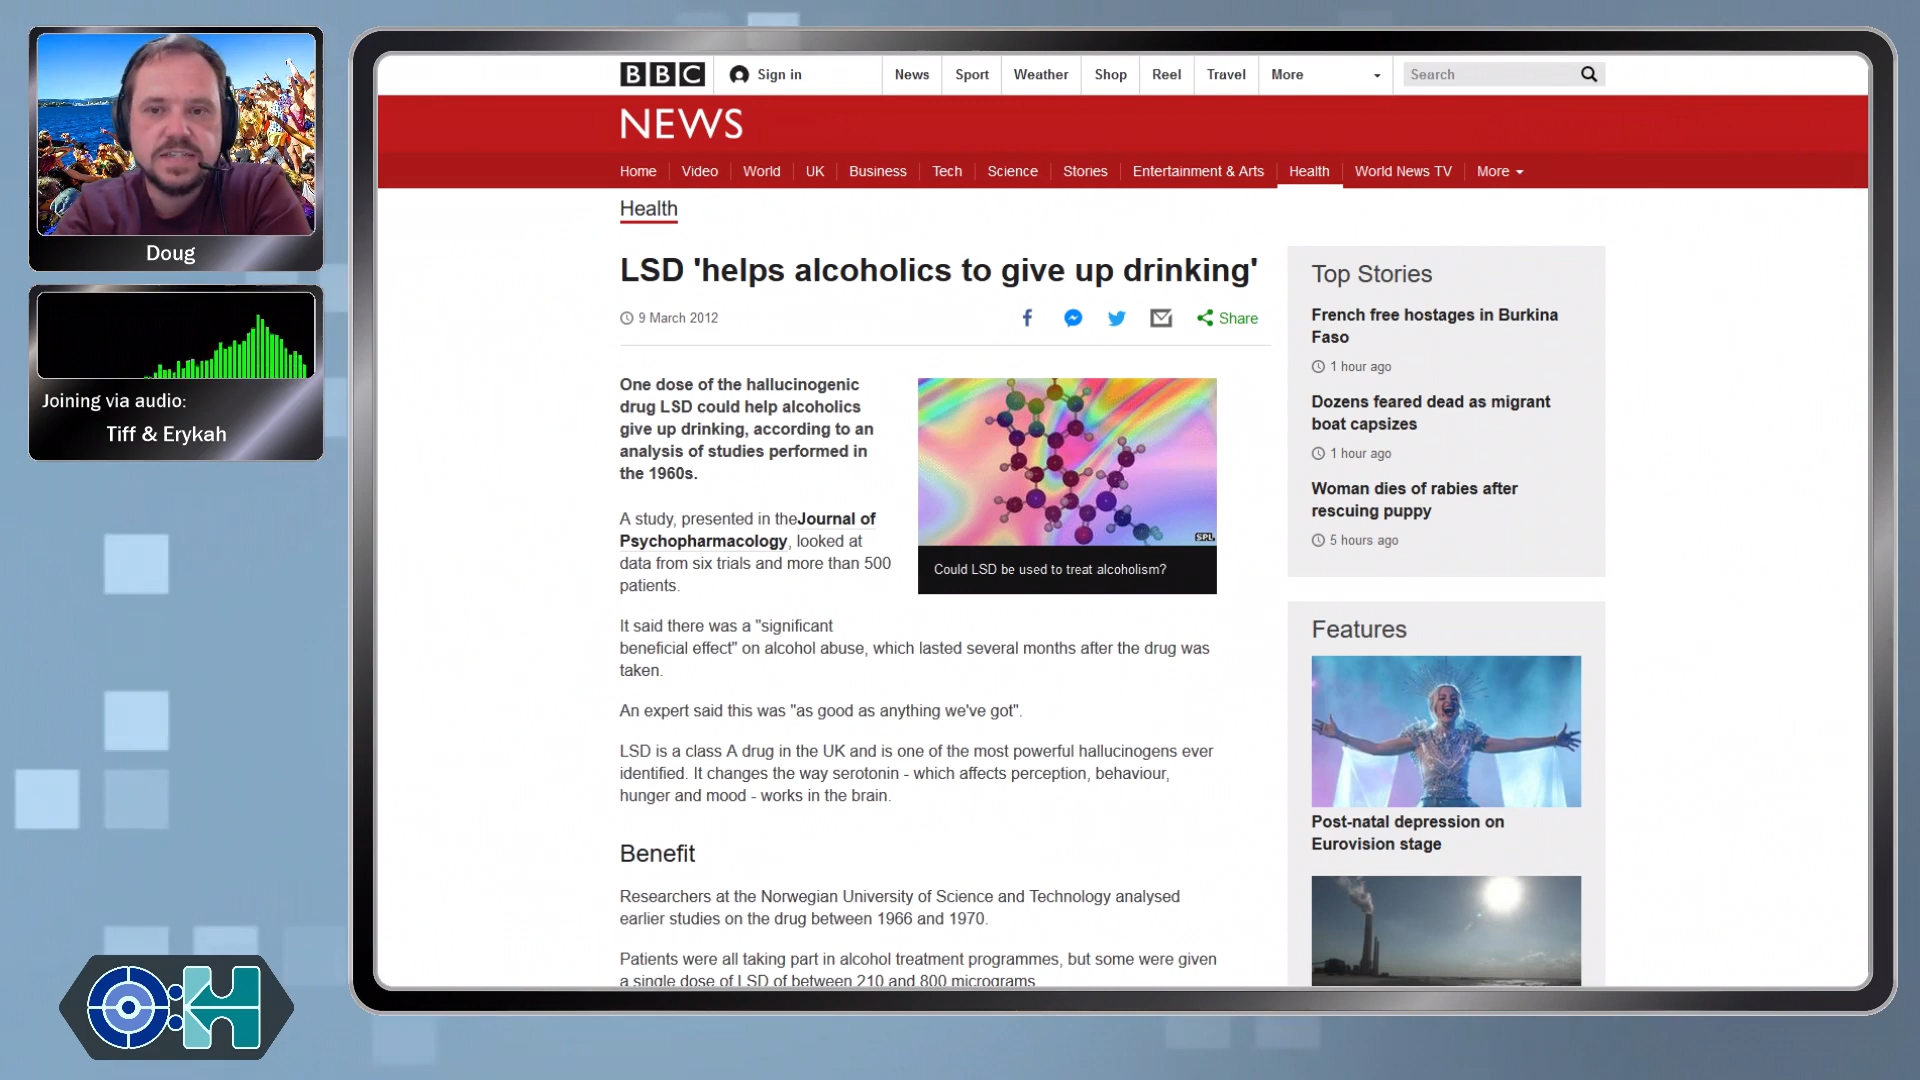 Doug
Joining via audio:
Tiff & Erykah
BBC
Sign in
News
Sport
Weather
Shop
Reel
Travel
More
Search
NEWS
Home
Video
World
UK
Business
Tech
Science
Stories
Entertainment & Arts
Health
World News TV
More
Health
LSD 'helps alcoholics to give up drinking'
9 March 2012
Share
One dose of the hallucinogenic
drug LSD could help alcoholics
give up drinking, according to an
analysis of studies performed in
the 1960s.
A study, presented in theJournal of
Psychopharmacology, looked at
data from six trials and more than 500
patients.
SPL
Could LSD be used to treat alcoholism?
It said there was a "significant
beneficial effect" on alcohol abuse, which lasted several months after the drug was
taken.
An expert said this was "as good as anything we've got".
LSD is a class A drug in the UK and is one of the most powerful hallucinogens ever
identified. It changes the way serotonin - which affects perception, behaviour,
hunger and mood - works in the brain.
Benefit
Researchers at the Norwegian University of Science and Technology analysed
earlier studies on the drug between 1966 and 1970.
Patients were all taking part in alcohol treatment programmes, but some were given
a single dose of LSD of between 210 and 800 micrograms
Top Stories
French free hostages in Burkina
Faso
1 hour ago
Dozens feared dead as migrant
boat capsizes
1 hour ago
Woman dies of rabies after
rescuing puppy
5 hours ago
Features
Post-natal depression on
Eurovision stage
H